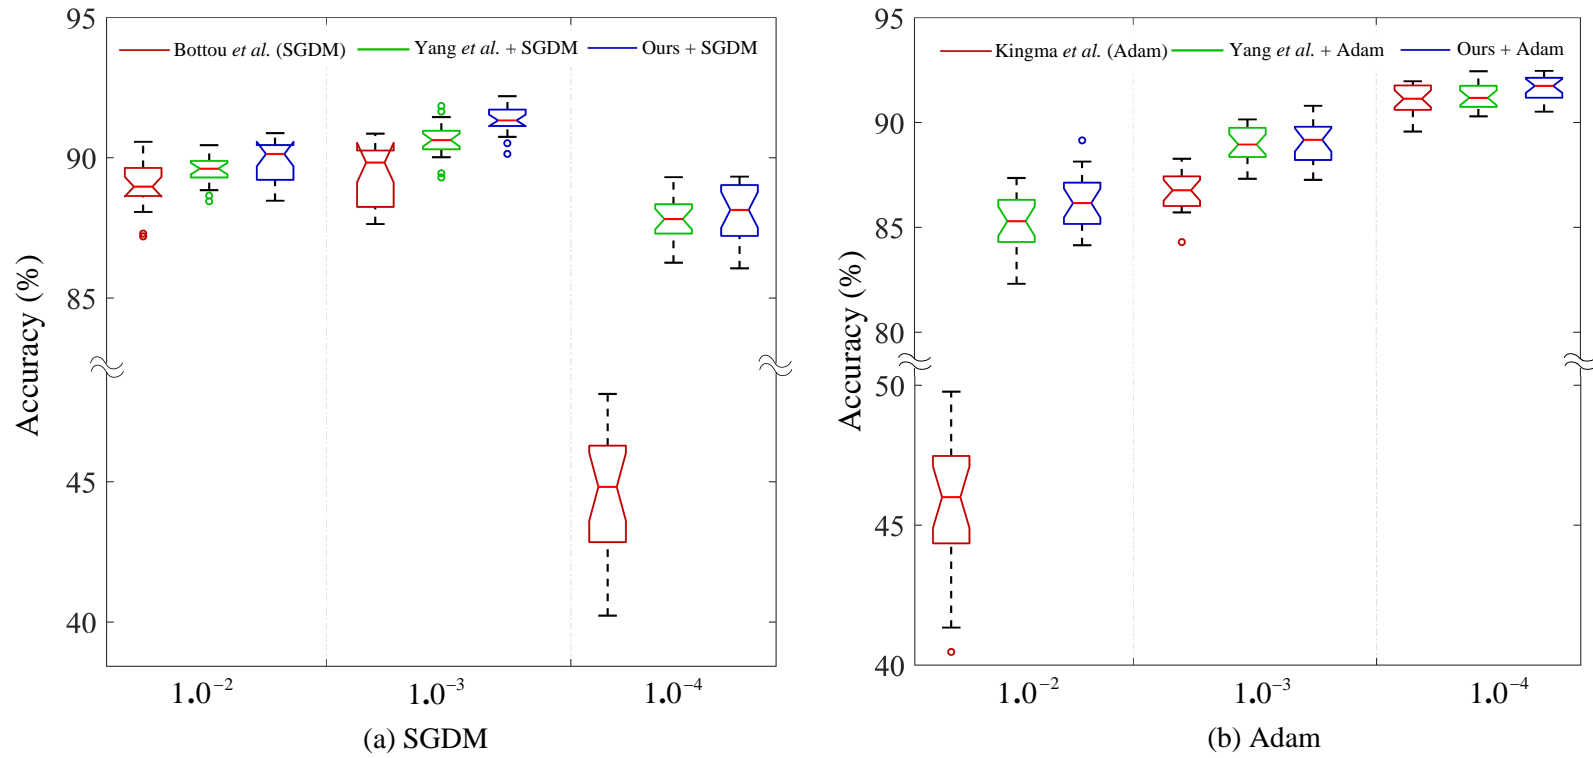 95
Bottou et al. (SGDM) Yang et al. + SGDM Ours + SGDM
90
85
Accuracy (%)
45
40
1.0⁻² 1.0⁻³ 1.0⁻⁴
(a) SGDM
95
Kingma et al. (Adam) Yang et al. + Adam Ours + Adam
90
85
80
Accuracy (%)
50
45
40
1.0⁻² 1.0⁻³ 1.0⁻⁴
(b) Adam